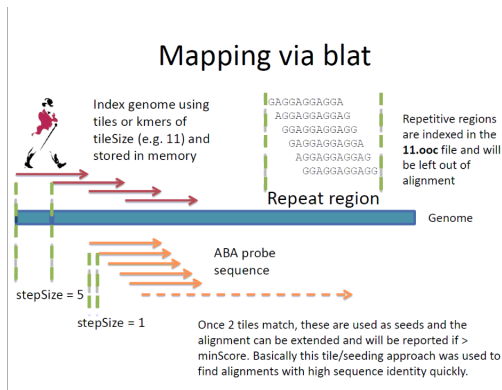 Mapping via blat
Index genome using
tiles or kmers of
tileSize (e.g. 11) and
stored in memory
GAGGAGGAGGA
AGGAGGAGGAG
GGAGGAGGAGG
GAGGAGGAGGA
AGGAGGAGGAG
GGAGGAGGAGG
Repeat region
Repetitive regions
are indexed in the
11.ooc file and will
be left out of
alignment
Genome
ABA probe
sequence
stepSize = 5
stepSize = 1
Once 2 tiles match, these are used as seeds and the
alignment can be extended and will be reported if >
minScore. Basically this tile/seeding approach was used to
find alignments with high sequence identity quickly.